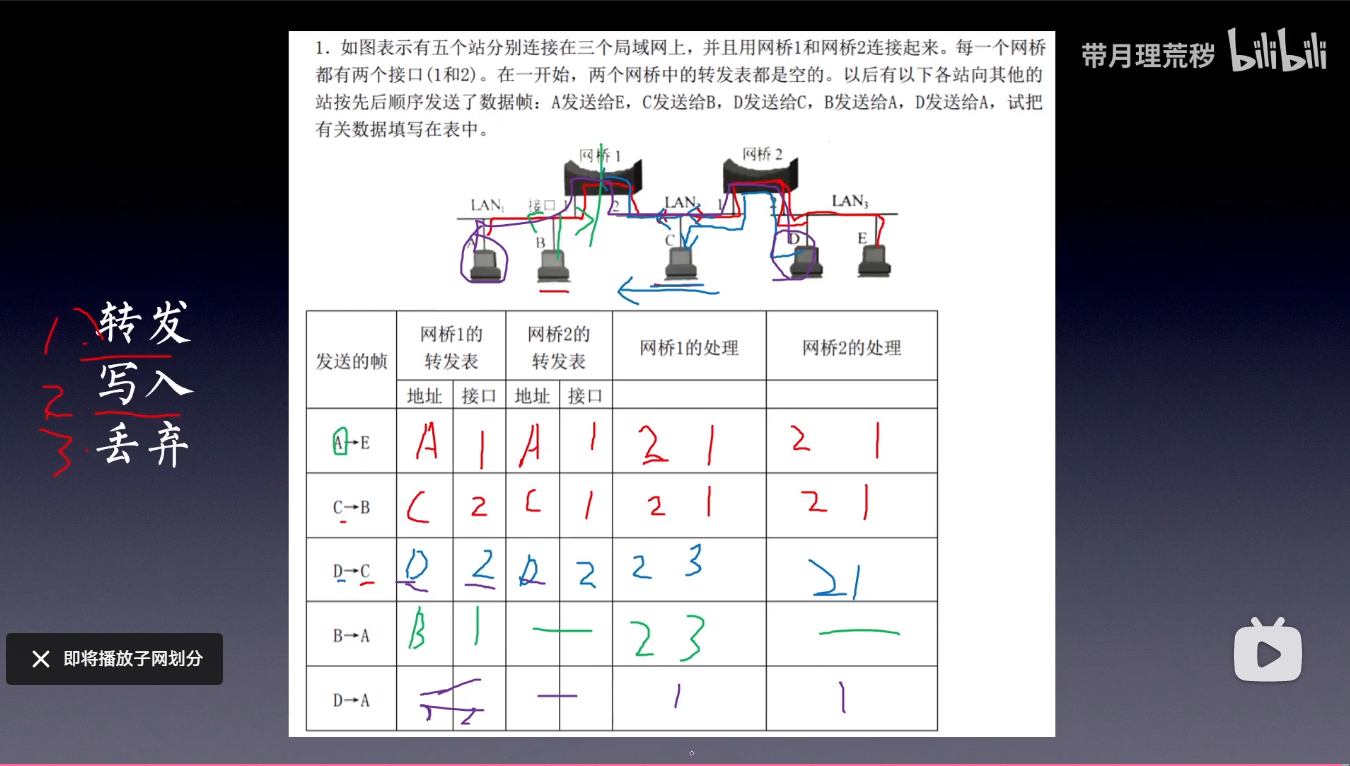 带月理荒秽 bilibili
1. 如图表示有五个站分别连接在三个局域网上，并且用网桥1和网桥2连接起来。每一个网桥
都有两个接口(1和2)。在一开始，两个网桥中的转发表都是空的。以后有以下各站向其他的
站按先后顺序发送了数据帧：A发送给E，C发送给B，D发送给C，B发送给A，D发送给A，试把
有关数据填写在表中。
网桥1 网桥2
LAN₁ 接口 2 LAN 1 LAN₃
B C D E
发送的帧 网桥1的转发表 网桥2的转发表 网桥1的处理 网桥2的处理
地址 接口 地址 接口
A→E A 1 A 1 2 1 2 1
C→B C 2 C 1 2 1 2 1
D→C D 2 D 2 2 3 2 1
B→A B 1 — 2 3 —
D→A — 1 1
1 转发
2 写入
3 丢弃
即将播放子网划分